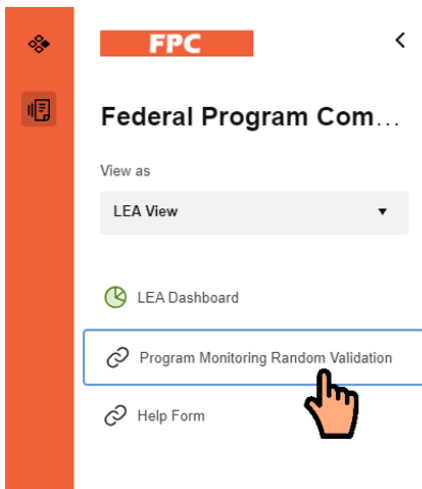 FPC
Federal Program Com...
View as
LEA View
LEA Dashboard
Program Monitoring Random Validation
Help Form